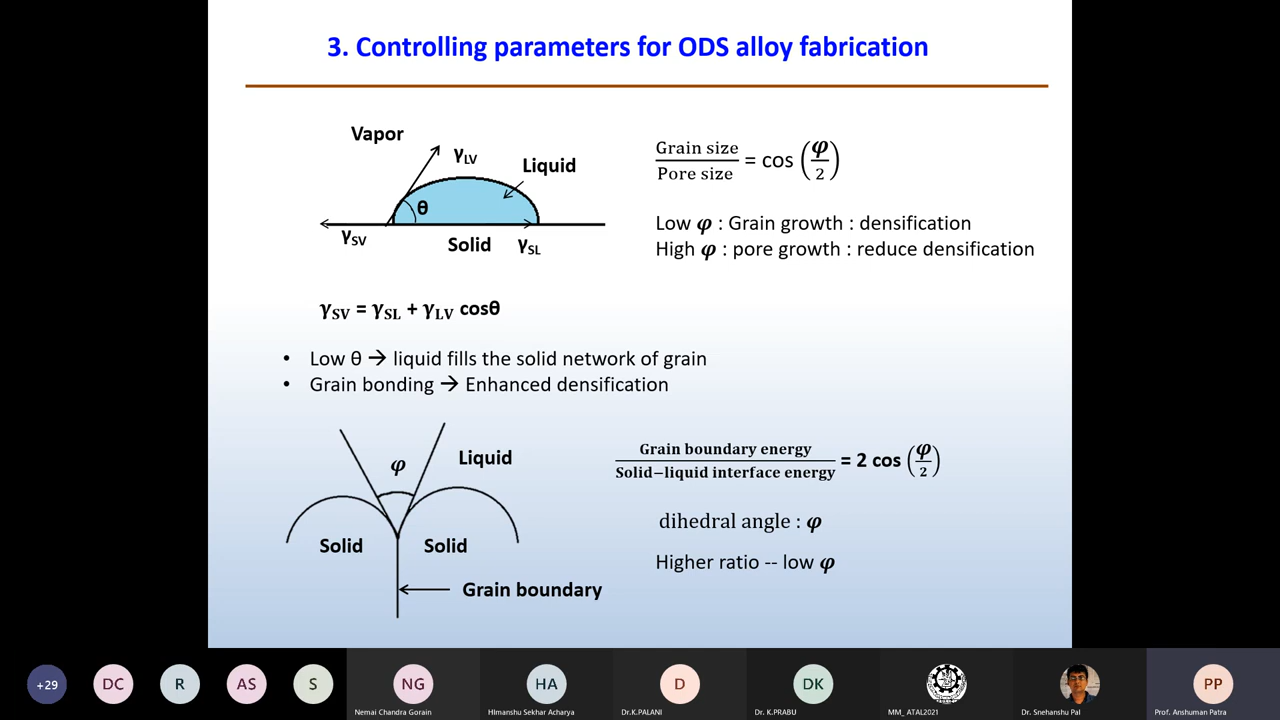 3. Controlling parameters for ODS alloy fabrication
Vapor
γLV
Liquid
θ
γSV
Solid
γSL
Grain size
Pore size
= cos (φ/2)
Low φ : Grain growth : densification
High φ : pore growth : reduce densification
γSV = γSL + γLV cosθ
• Low θ → liquid fills the solid network of grain
• Grain bonding → Enhanced densification
φ
Liquid
Solid
Solid
Grain boundary
Grain boundary energy
Solid−liquid interface energy
= 2 cos (φ/2)
dihedral angle : φ
Higher ratio -- low φ
+29
DC
R
AS
S
NG
HA
D
DK
PP
Nemai Chandra Gorain
HImanshu Sekhar Acharya
Dr.K.PALANI
Dr. K.PRABU
MM_ATAL2021
Dr. Snehanshu Pal
Prof. Anshuman Patra